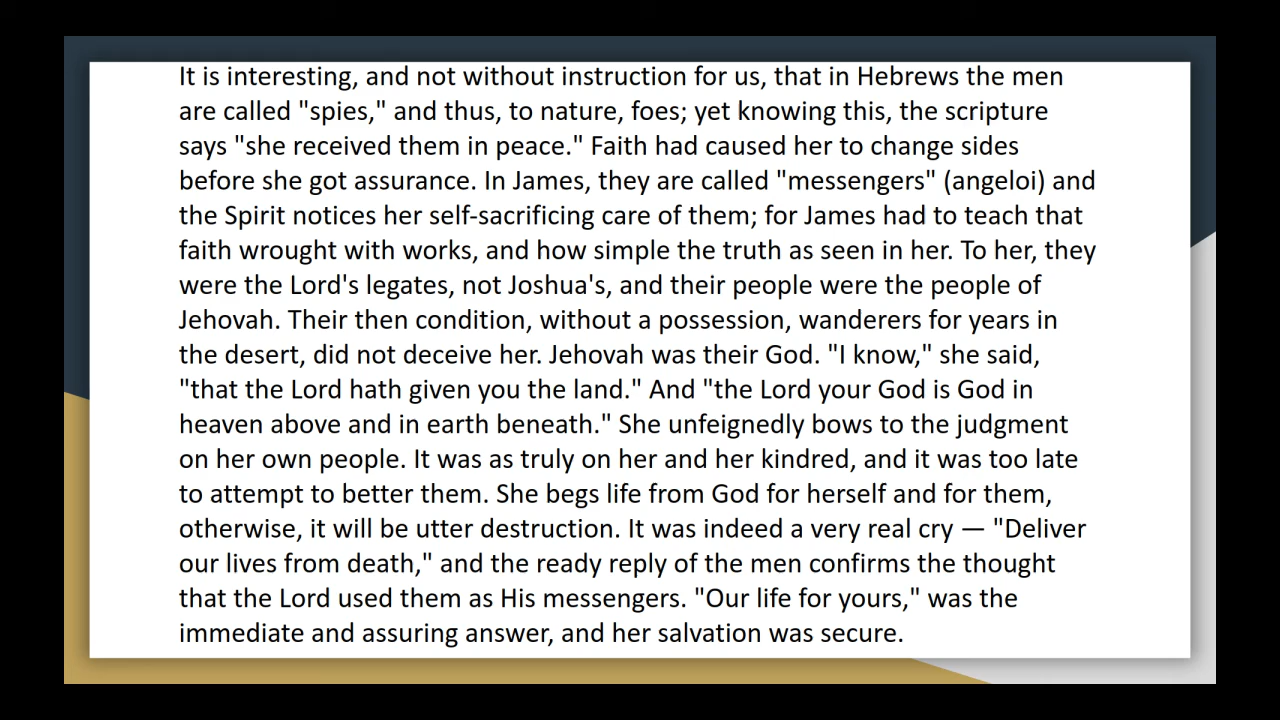 It is interesting, and not without instruction for us, that in Hebrews the men
are called "spies," and thus, to nature, foes; yet knowing this, the scripture
says "she received them in peace." Faith had caused her to change sides
before she got assurance. In James, they are called "messengers" (angeloi) and
the Spirit notices her self-sacrificing care of them; for James had to teach that
faith wrought with works, and how simple the truth as seen in her. To her, they
were the Lord's legates, not Joshua's, and their people were the people of
Jehovah. Their then condition, without a possession, wanderers for years in
the desert, did not deceive her. Jehovah was their God. "I know," she said,
"that the Lord hath given you the land." And "the Lord your God is God in
heaven above and in earth beneath." She unfeignedly bows to the judgment
on her own people. It was as truly on her and her kindred, and it was too late
to attempt to better them. She begs life from God for herself and for them,
otherwise, it will be utter destruction. It was indeed a very real cry — "Deliver
our lives from death," and the ready reply of the men confirms the thought
that the Lord used them as His messengers. "Our life for yours," was the
immediate and assuring answer, and her salvation was secure.